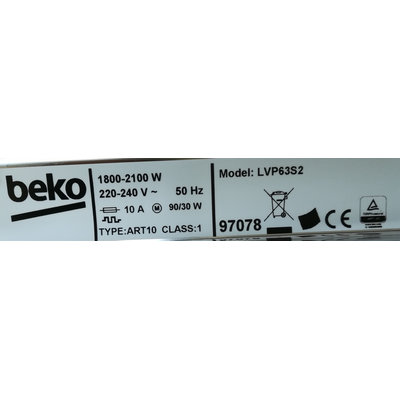 beko
1800-2100 W
220-240 V ~ 50 Hz
10 A M 90/30 W
TYPE:ART10 CLASS:1
Model: LVP63S2
97078
CE